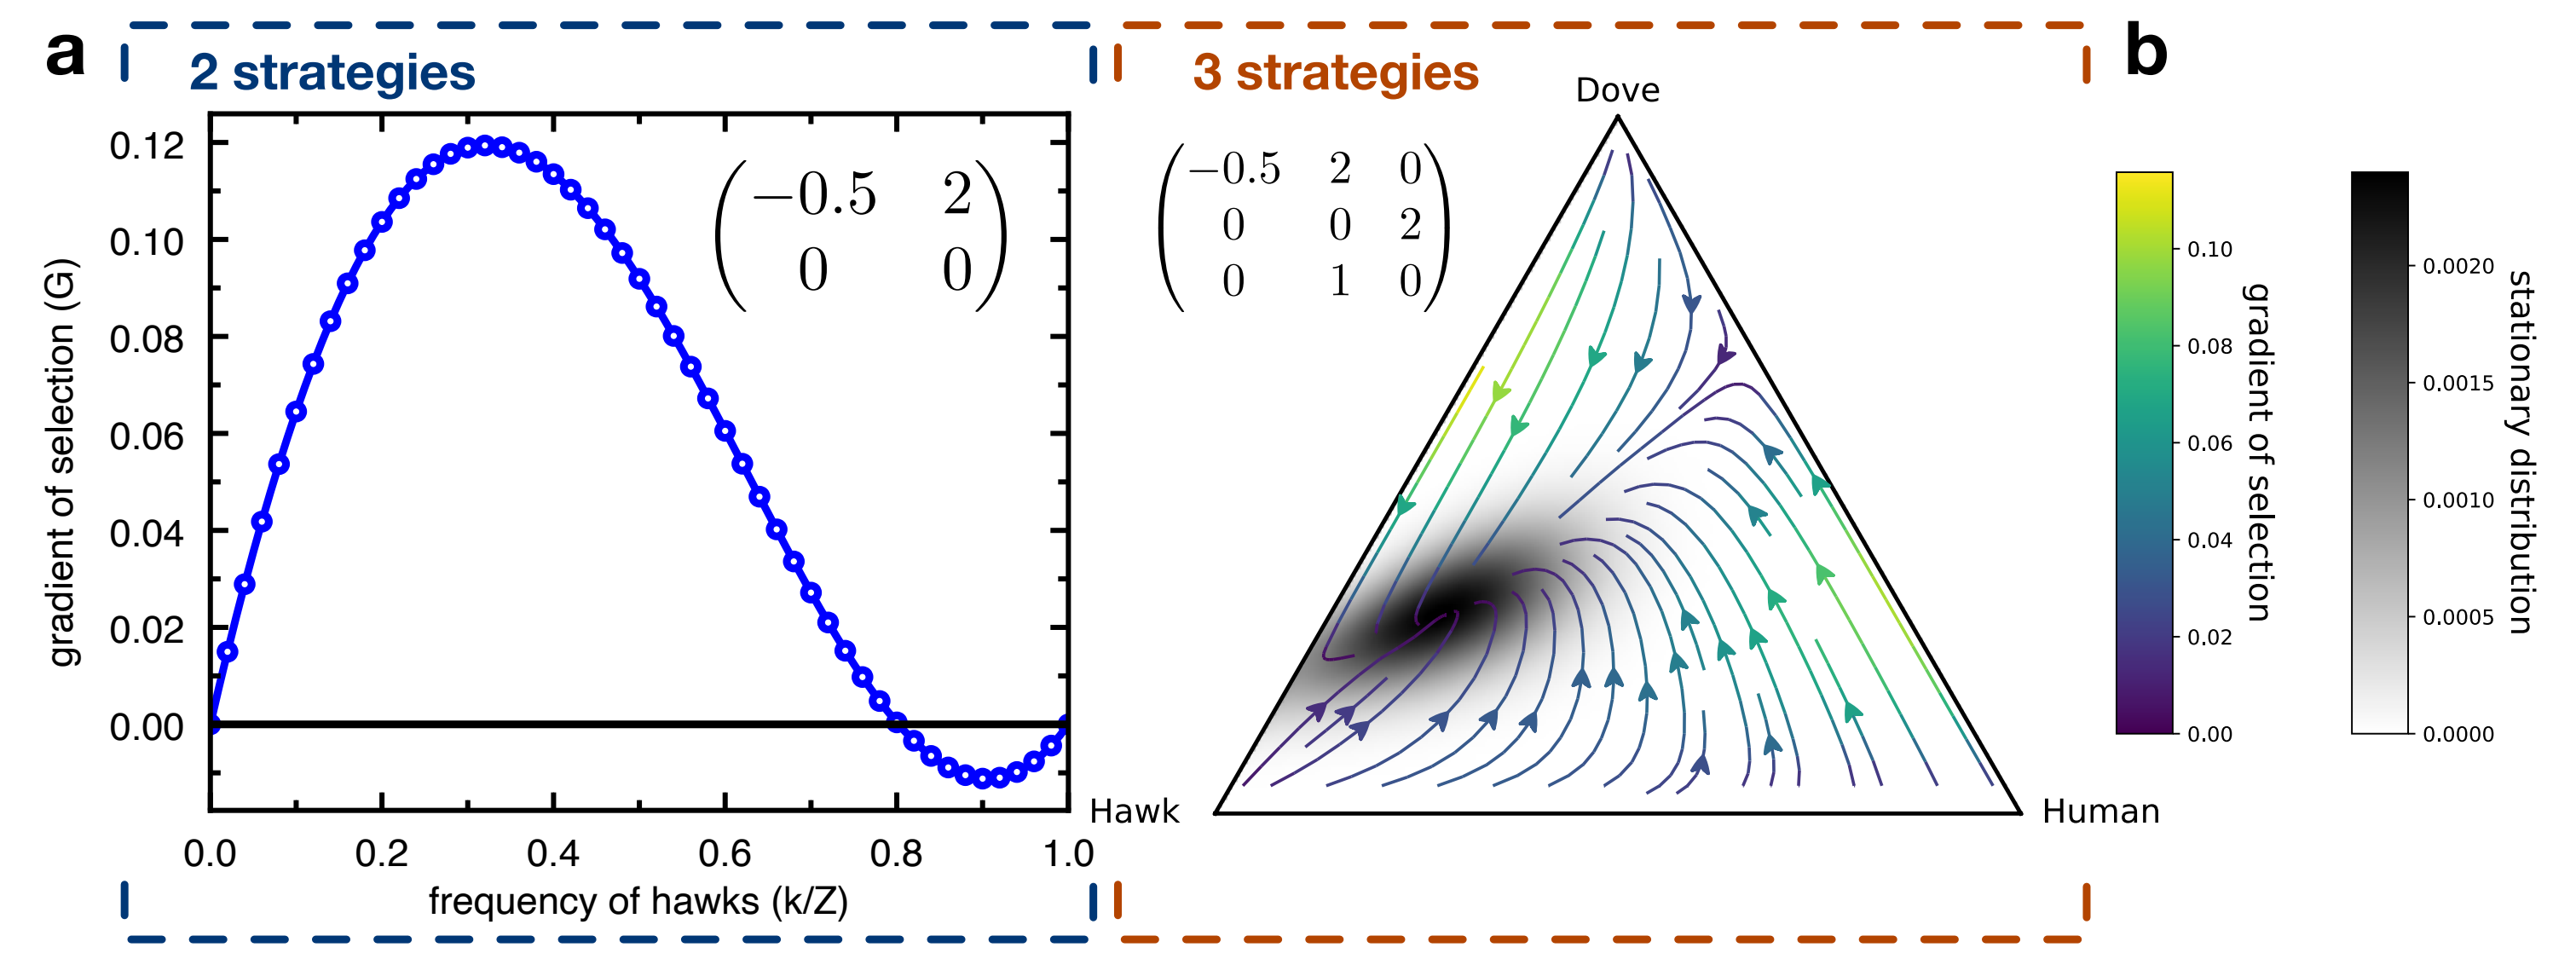 a
2 strategies
gradient of selection (G)
0.12
0.10
0.08
0.06
0.04
0.02
0.00
−0.5 2
0 0
0.0 0.2 0.4 0.6 0.8 1.0
frequency of hawks (k/Z)
3 strategies
b
−0.5 2 0
0 0 2
0 1 0
Dove
Hawk
Human
0.10
0.08
0.06
0.04
0.02
0.00
gradient of selection
0.0020
0.0015
0.0010
0.0005
0.0000
stationary distribution